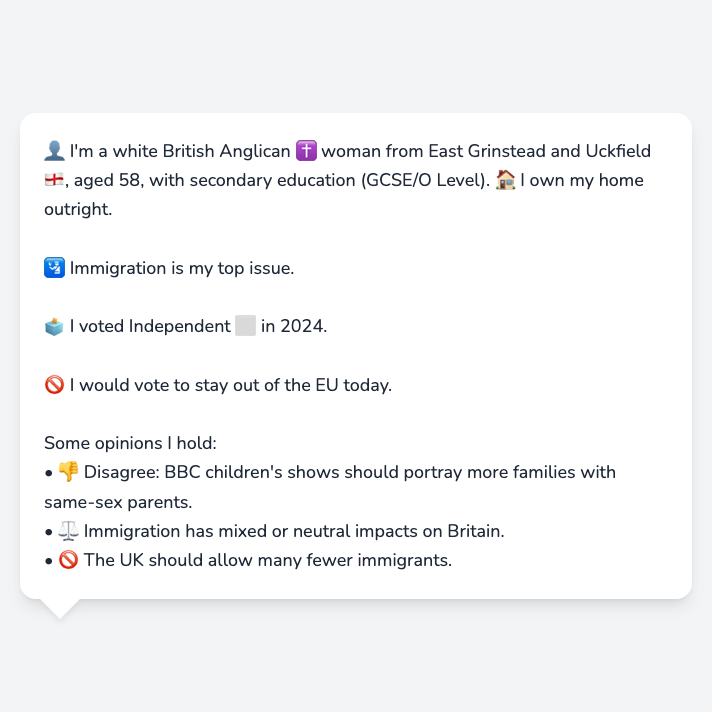 👤 I'm a white British Anglican ✝️ woman from East Grinstead and Uckfield
🏴󠁧󠁢󠁥󠁮󠁧󠁿, aged 58, with secondary education (GCSE/O Level). 🏠 I own my home
outright.
🛂 Immigration is my top issue.
🗳️ I voted Independent ⬜ in 2024.
🚫 I would vote to stay out of the EU today.
Some opinions I hold:
• 👎 Disagree: BBC children's shows should portray more families with
same-sex parents.
• ⚖️ Immigration has mixed or neutral impacts on Britain.
• 🚫 The UK should allow many fewer immigrants.